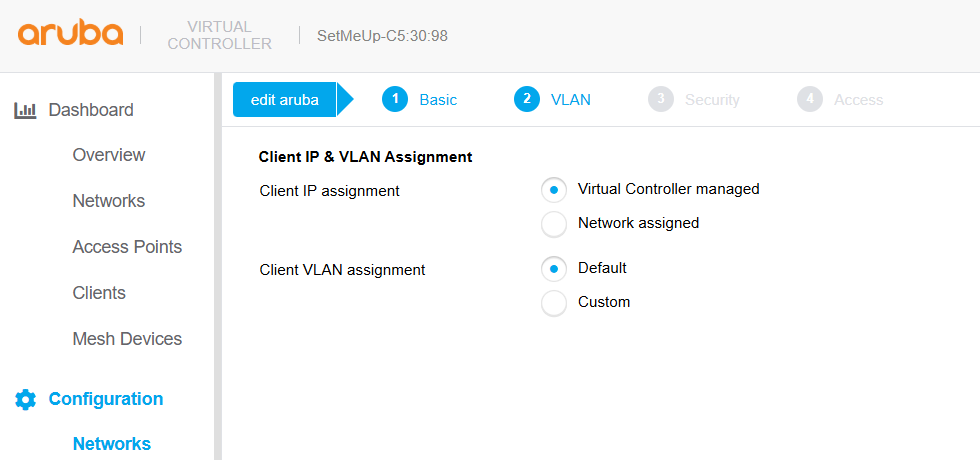 aruba
VIRTUAL
CONTROLLER
SetMeUp-C5:30:98
Dashboard
Overview
Networks
Access Points
Clients
Mesh Devices
Configuration
Networks
edit aruba
1 Basic
2 VLAN
3 Security
4 Access
Client IP & VLAN Assignment
Client IP assignment
Virtual Controller managed
Network assigned
Client VLAN assignment
Default
Custom